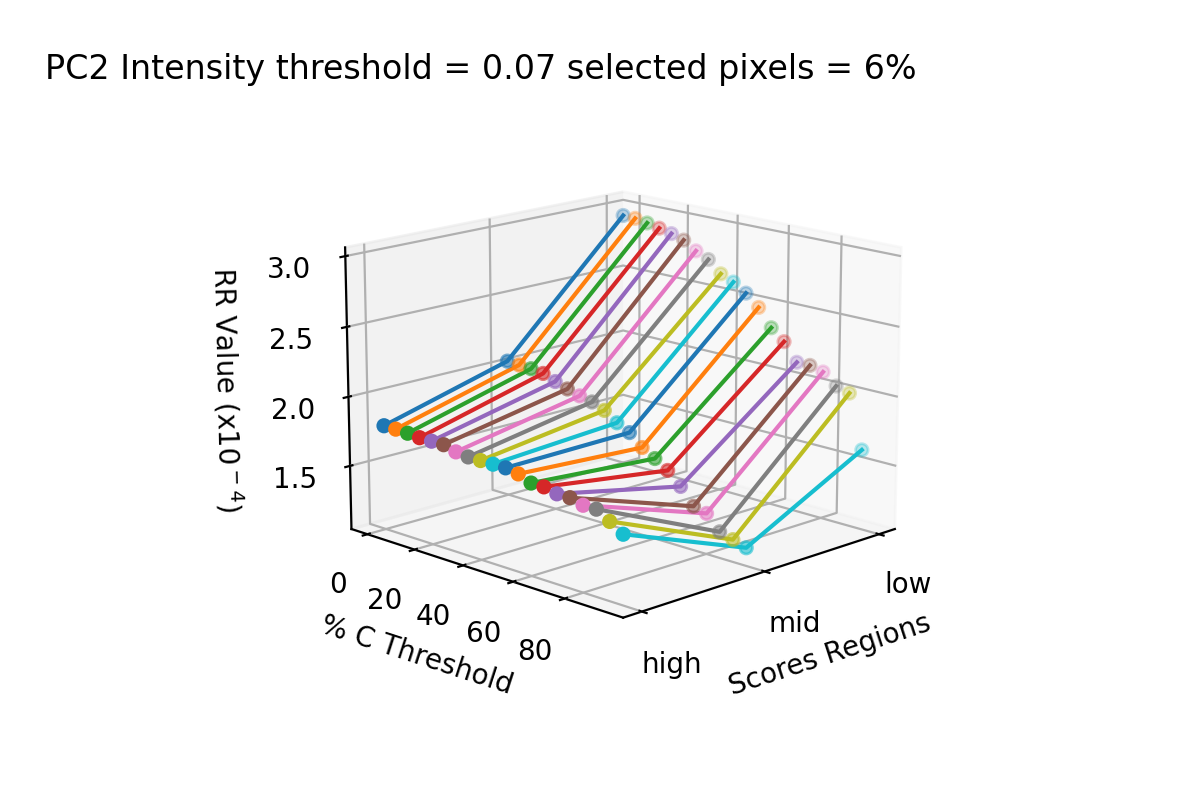 PC2 Intensity threshold = 0.07 selected pixels = 6%
3.0
2.5
2.0
1.5
RR Value (x10⁻⁴)
0
20
40
60
80
% C Threshold
low
mid
high
Scores Regions